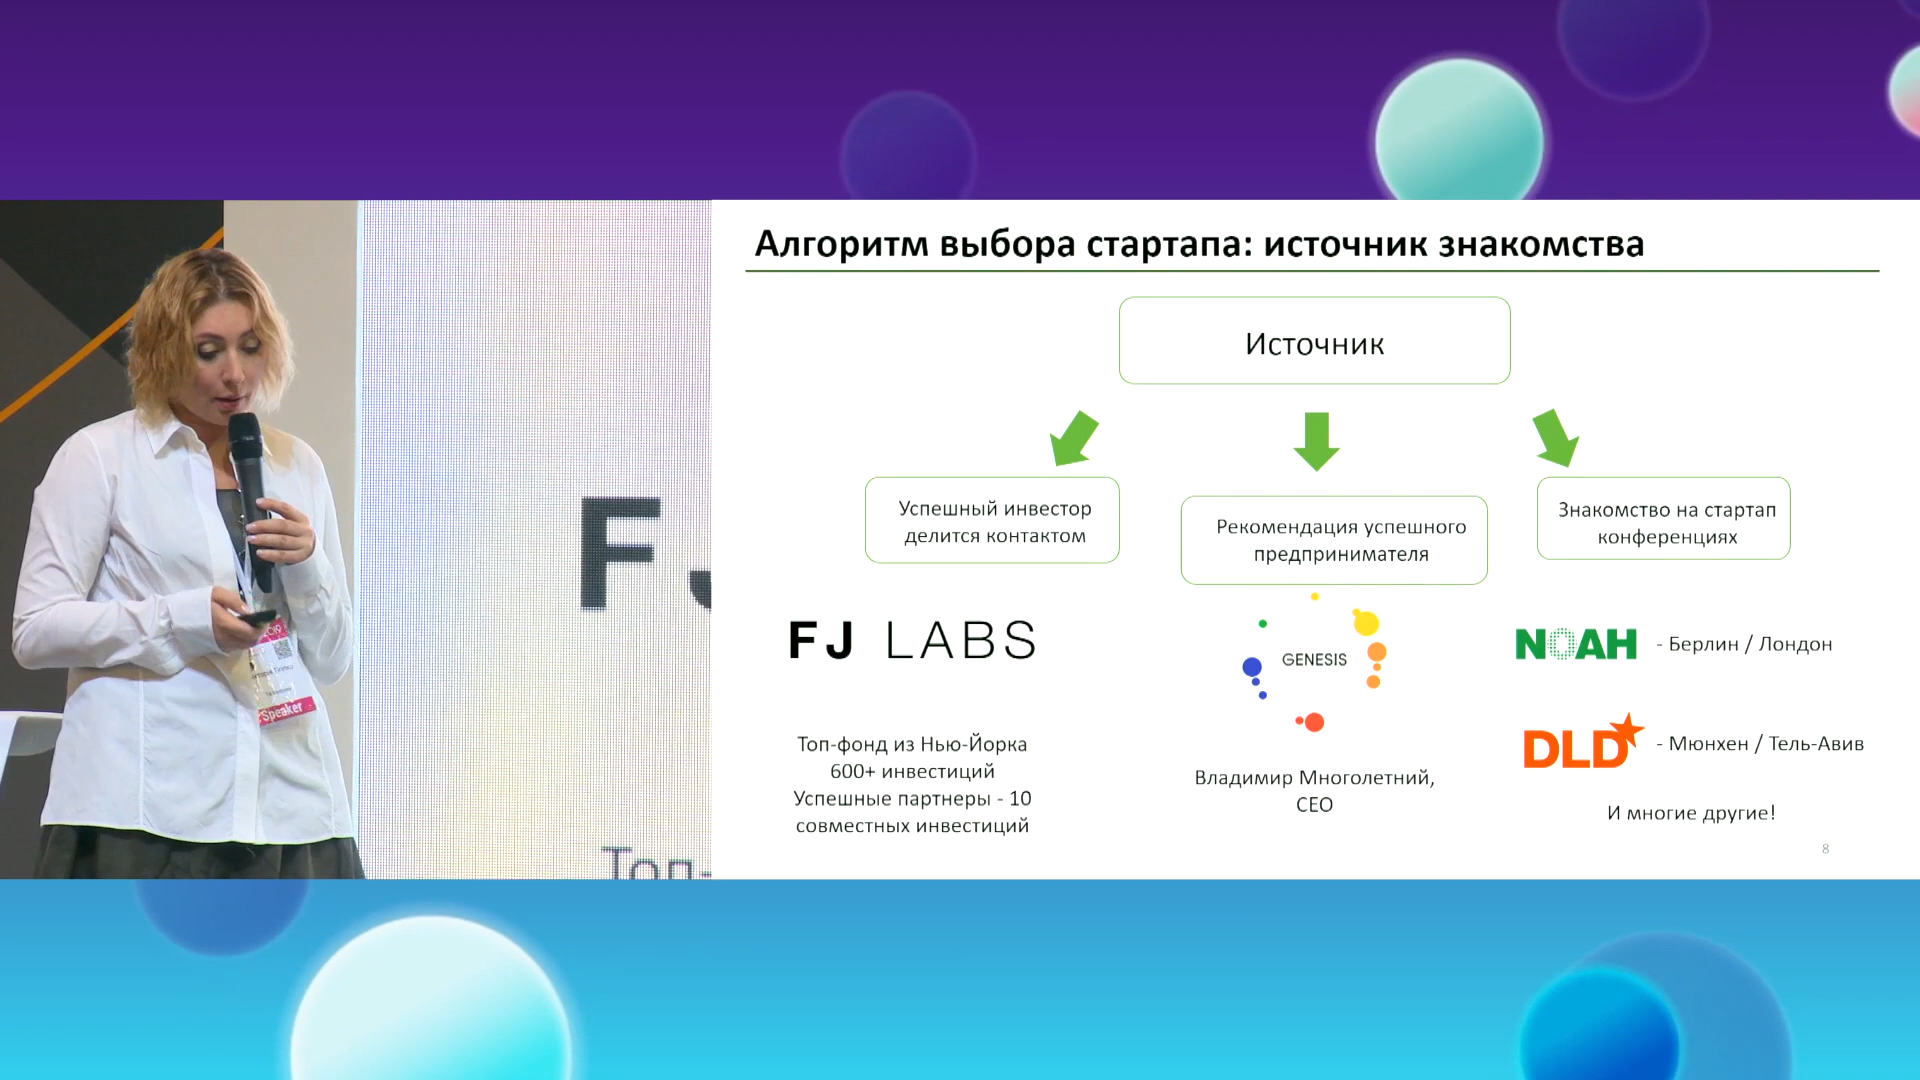 Алгоритм выбора стартапа: источник знакомства
Источник
Успешный инвестор
делится контактом
Рекомендация успешного
предпринимателя
Знакомство на стартап
конференциях
FJ LABS
GENESIS
NOAH - Берлин / Лондон
DLD - Мюнхен / Тель-Авив
Топ-фонд из Нью-Йорка
600+ инвестиций
Успешные партнеры - 10
совместных инвестиций
Владимир Многолетний,
CEO
И многие другие!
8
FJ
Топ-
Speaker